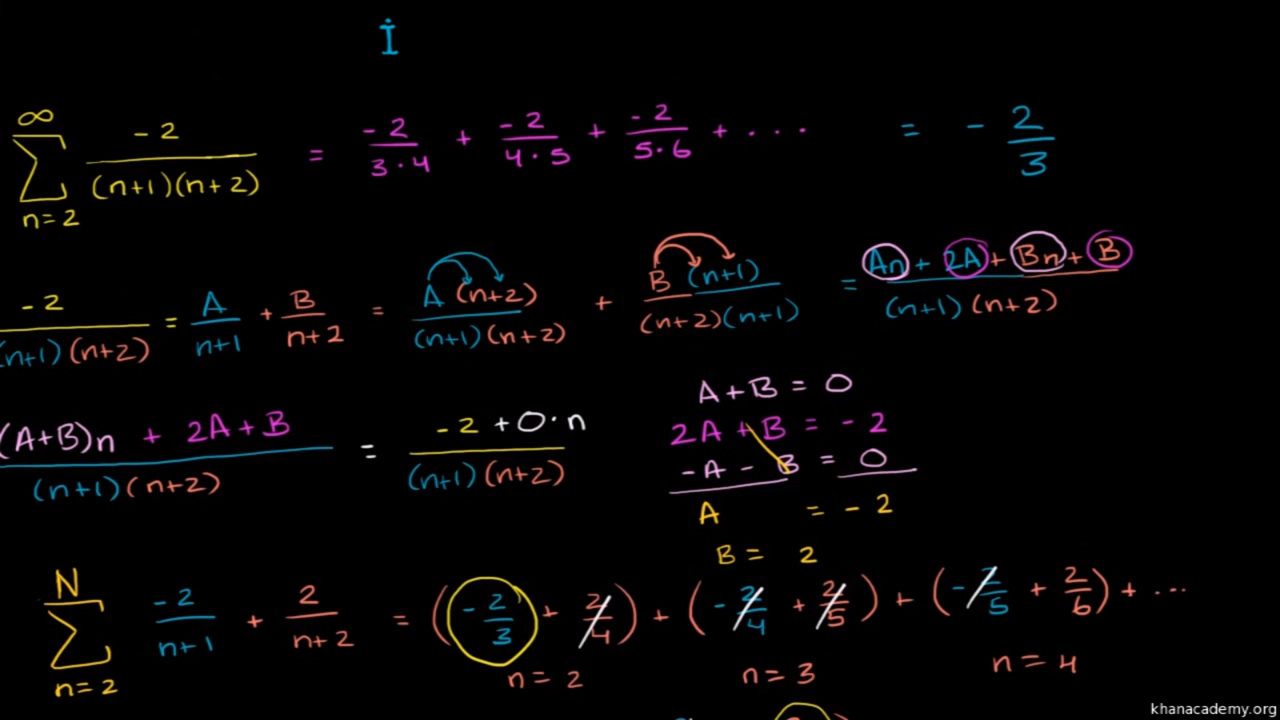 i
∞
∑ -2 / (n+1)(n+2) = -2 / 3·4 + -2 / 4·5 + -2 / 5·6 + ... = - 2/3
n=2
-2 / (n+1)(n+2) = A / n+1 + B / n+2 = A(n+2) / (n+1)(n+2) + B(n+1) / (n+2)(n+1) = An + 2A + Bn + B / (n+1)(n+2)
(A+B)n + 2A+B / (n+1)(n+2) = -2 + 0·n / (n+1)(n+2)
A+B = 0
2A + B = -2
-A - B = 0
A = -2
B = 2
N
∑ -2 / n+1 + 2 / n+2 = (-2/3 + 2/4) + (-2/4 + 2/5) + (-2/5 + 2/6) + ...
n=2
n=2 n=3 n=4
khanacademy.org